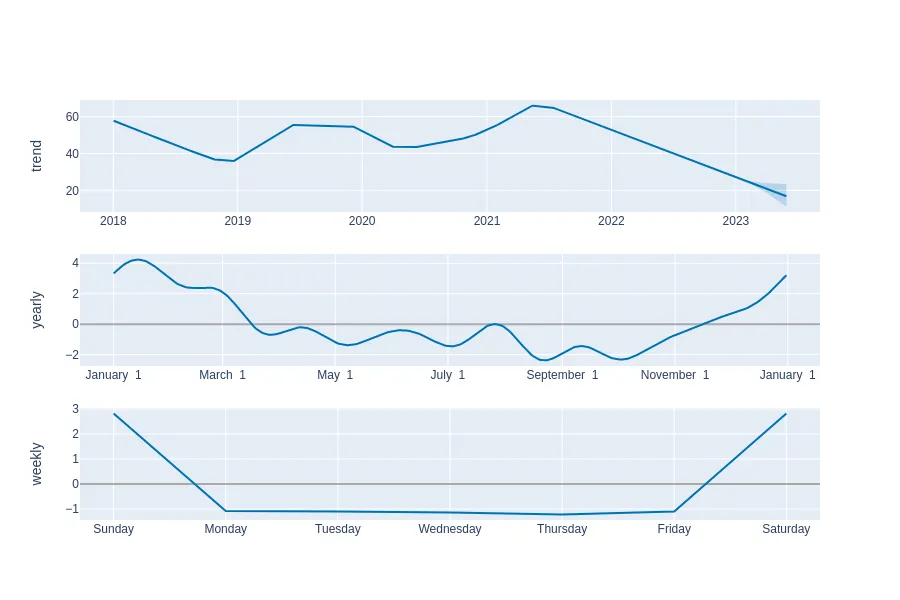 trend
60
40
20
2018 2019 2020 2021 2022 2023
yearly
4
2
0
−2
January 1 March 1 May 1 July 1 September 1 November 1 January 1
weekly
3
2
1
0
−1
Sunday Monday Tuesday Wednesday Thursday Friday Saturday